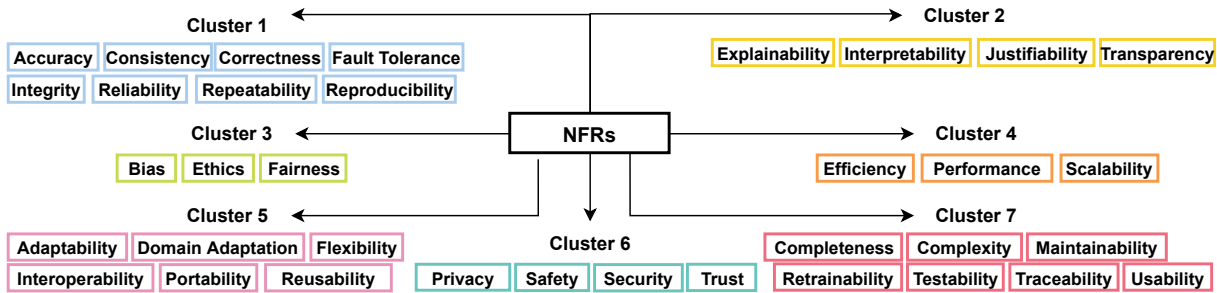 Cluster 1
Accuracy Consistency Correctness Fault Tolerance
Integrity Reliability Repeatability Reproducibility
Cluster 2
Explainability Interpretability Justifiability Transparency
NFRs
Cluster 3
Bias Ethics Fairness
Cluster 4
Efficiency Performance Scalability
Cluster 5
Adaptability Domain Adaptation Flexibility
Interoperability Portability Reusability
Cluster 6
Privacy Safety Security Trust
Cluster 7
Completeness Complexity Maintainability
Retrainability Testability Traceability Usability